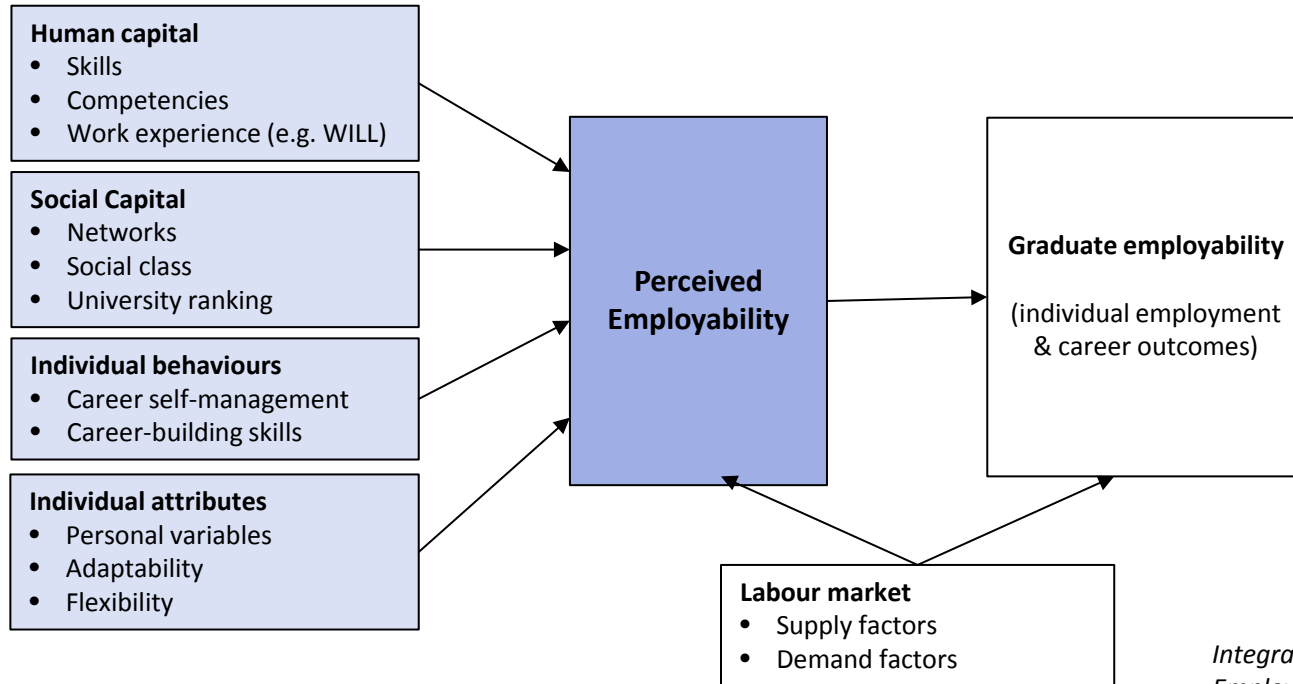 Human capital
• Skills
• Competencies
• Work experience (e.g. WILL)
Social Capital
• Networks
• Social class
• University ranking
Individual behaviours
• Career self-management
• Career-building skills
Individual attributes
• Personal variables
• Adaptability
• Flexibility
Perceived
Employability
Graduate employability
(individual employment
& career outcomes)
Labour market
• Supply factors
• Demand factors